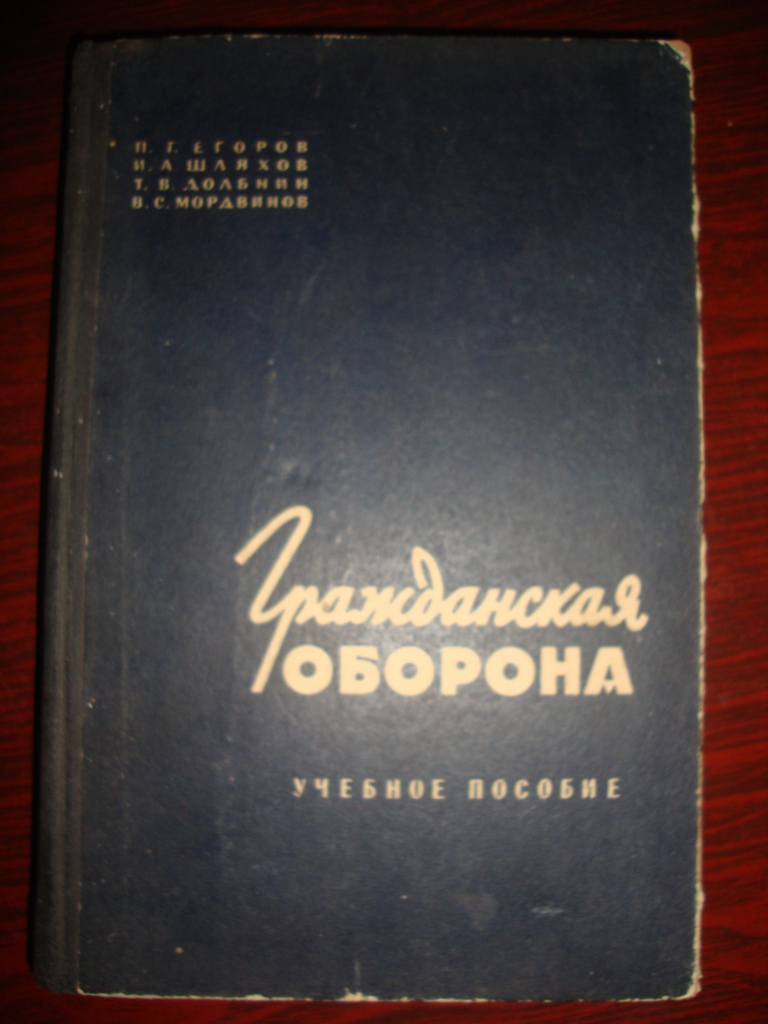 П. Г. ЕГОРОВ
И. А. ШЛЯХОВ
Т. В. ДОЛБНИН
В. С. МОРДВИНОВ
Гражданская
ОБОРОНА
УЧЕБНОЕ ПОСОБИЕ